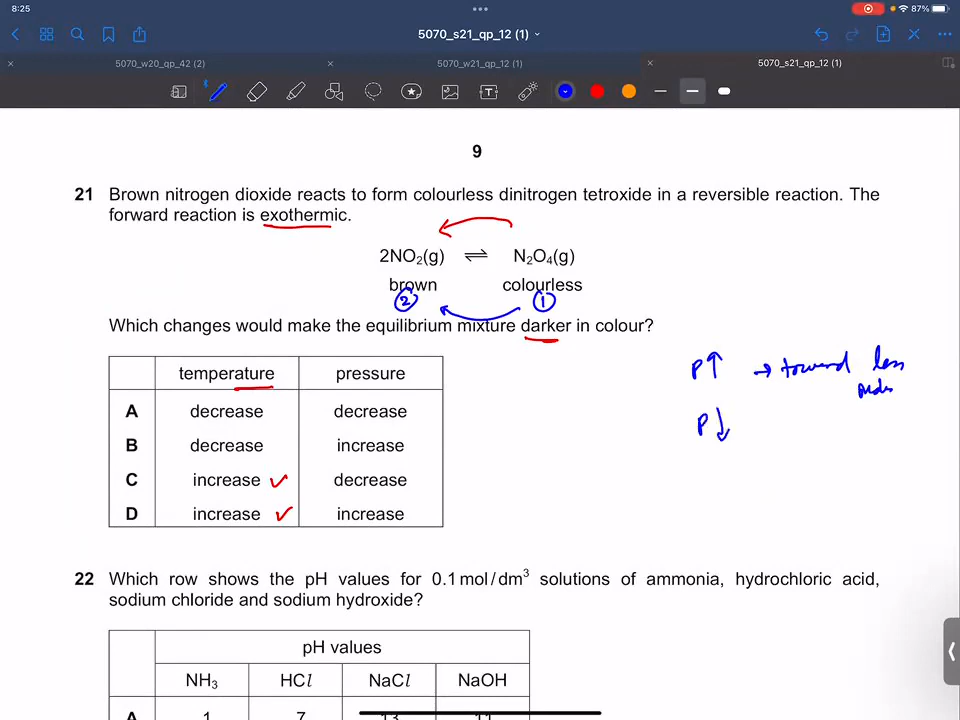 8:25
87%
5070_s21_qp_12 (1)
5070_w20_qp_42 (2)
5070_w21_qp_12 (1)
5070_s21_qp_12 (1)
9
21 Brown nitrogen dioxide reacts to form colourless dinitrogen tetroxide in a reversible reaction. The
forward reaction is exothermic.
2NO₂(g) ⇌ N₂O₄(g)
brown colourless
② ①
Which changes would make the equilibrium mixture darker in colour?
temperature pressure
A decrease decrease
B decrease increase
C increase ✓ decrease
D increase ✓ increase
P↑ → toward less
P↓
22 Which row shows the pH values for 0.1 mol/dm³ solutions of ammonia, hydrochloric acid,
sodium chloride and sodium hydroxide?
pH values
NH₃ HCl NaCl NaOH
A 1 7 13 11